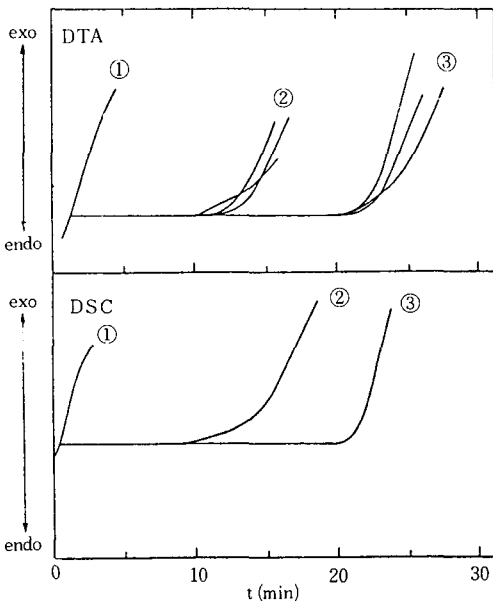 exo
DTA
①
②
③
endo
exo
DSC
①
②
③
endo
0
10
20
30
t (min)